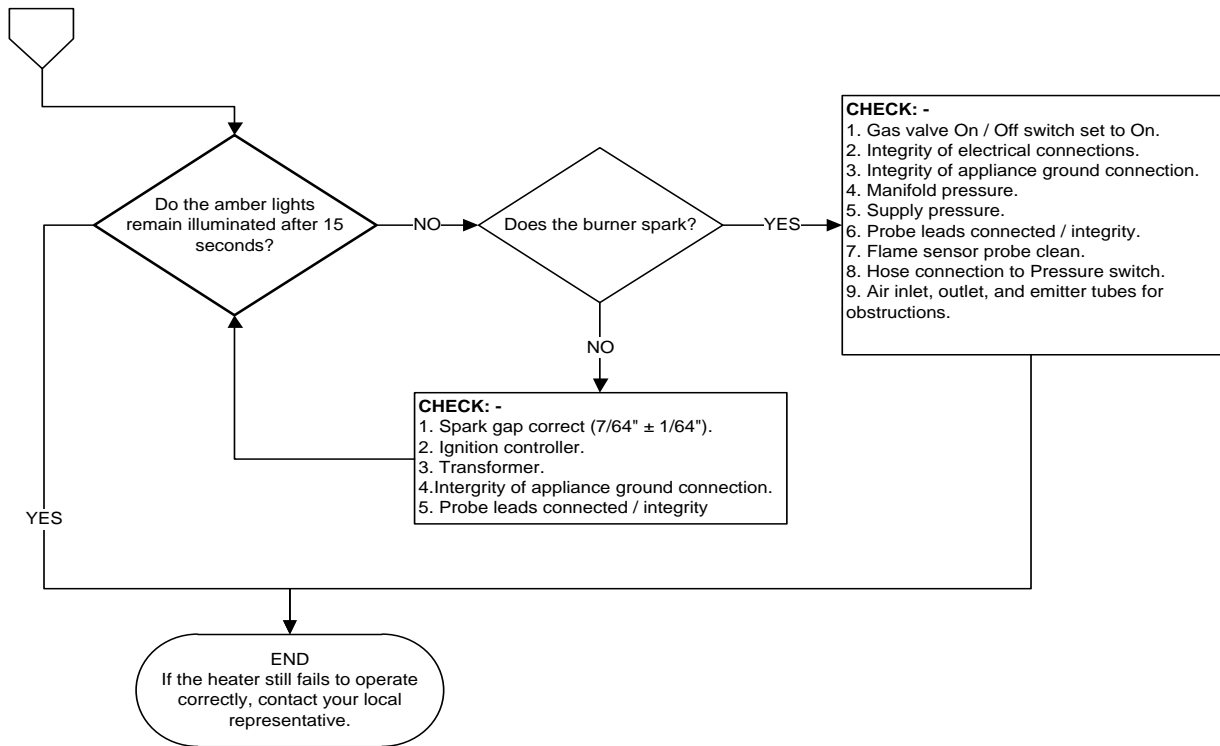 Do the amber lights
remain illuminated after 15
seconds?
NO
Does the burner spark?
YES
CHECK: -
1. Gas valve On / Off switch set to On.
2. Integrity of electrical connections.
3. Integrity of appliance ground connection.
4. Manifold pressure.
5. Supply pressure.
6. Probe leads connected / integrity.
7. Flame sensor probe clean.
8. Hose connection to Pressure switch.
9. Air inlet, outlet, and emitter tubes for
obstructions.
NO
CHECK: -
1. Spark gap correct (7/64" ± 1/64").
2. Ignition controller.
3. Transformer.
4.Intergrity of appliance ground connection.
5. Probe leads connected / integrity
YES
END
If the heater still fails to operate
correctly, contact your local
representative.